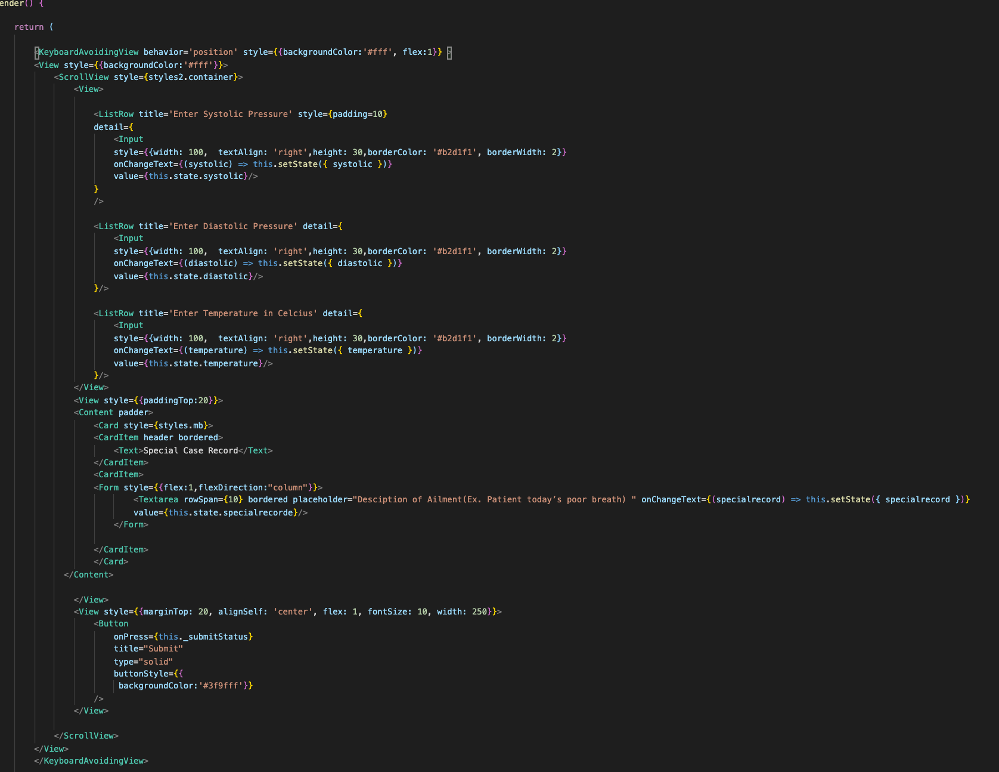 ender() {
return (
<KeyboardAvoidingView behavior='position' style={{backgroundColor:'#fff', flex:1}} >
<View style={{backgroundColor:'#fff'}}>
<ScrollView style={styles2.container}>
<View>
<ListRow title='Enter Systolic Pressure' style={padding=10}
detail={
<Input
style={{width: 100,  textAlign: 'right',height: 30,borderColor: '#b2d1f1', borderWidth: 2}}
onChangeText={(systolic) => this.setState({ systolic })}
value={this.state.systolic}/>
}
/>
<ListRow title='Enter Diastolic Pressure' detail={
<Input
style={{width: 100,  textAlign: 'right',height: 30,borderColor: '#b2d1f1', borderWidth: 2}}
onChangeText={(diastolic) => this.setState({ diastolic })}
value={this.state.diastolic}/>
}/>
<ListRow title='Enter Temperature in Celcius' detail={
<Input
style={{width: 100,  textAlign: 'right',height: 30,borderColor: '#b2d1f1', borderWidth: 2}}
onChangeText={(temperature) => this.setState({ temperature })}
value={this.state.temperature}/>
}/>
</View>
<View style={{paddingTop:20}}>
<Content padder>
<Card style={styles.mb}>
<CardItem header bordered>
<Text>Special Case Record</Text>
</CardItem>
<CardItem>
<Form style={{flex:1,flexDirection:"column"}}>
<Textarea rowSpan={10} bordered placeholder="Desciption of Ailment(Ex. Patient today’s poor breath) " onChangeText={(specialrecord) => this.setState({ specialrecord })}
value={this.state.specialrecorde}/>
</Form>
</CardItem>
</Card>
</Content>
</View>
<View style={{marginTop: 20, alignSelf: 'center', flex: 1, fontSize: 10, width: 250}}>
<Button
onPress={this._submitStatus}
title="Submit"
type="solid"
buttonStyle={{
backgroundColor:'#3f9fff'}}
/>
</View>
</ScrollView>
</View>
</KeyboardAvoidingView>